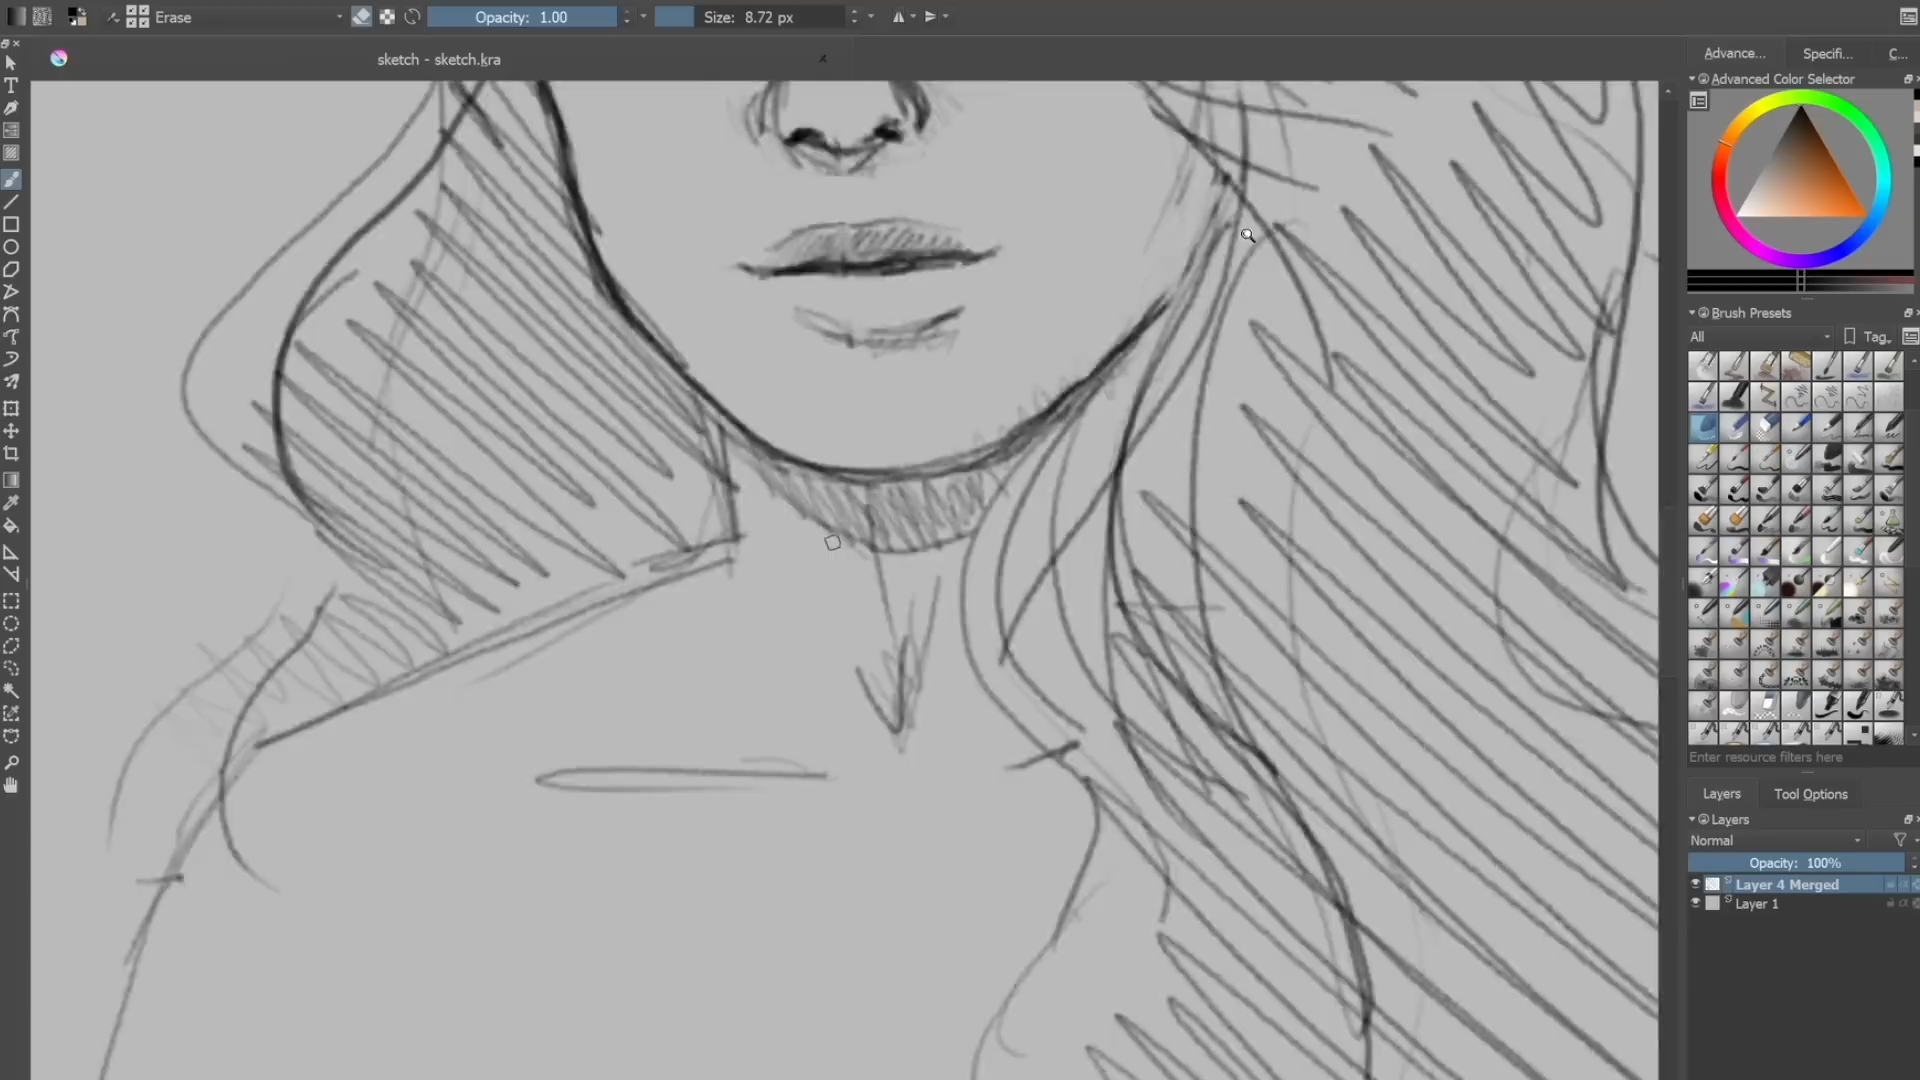 Erase
Opacity: 1.00
Size: 8.72 px
sketch - sketch.kra
x
Advance...
Specifi...
C...
Advanced Color Selector
Brush Presets
All
Tag
Enter resource filters here
Layers
Tool Options
Layers
Normal
Opacity: 100%
Layer 4 Merged
Layer 1